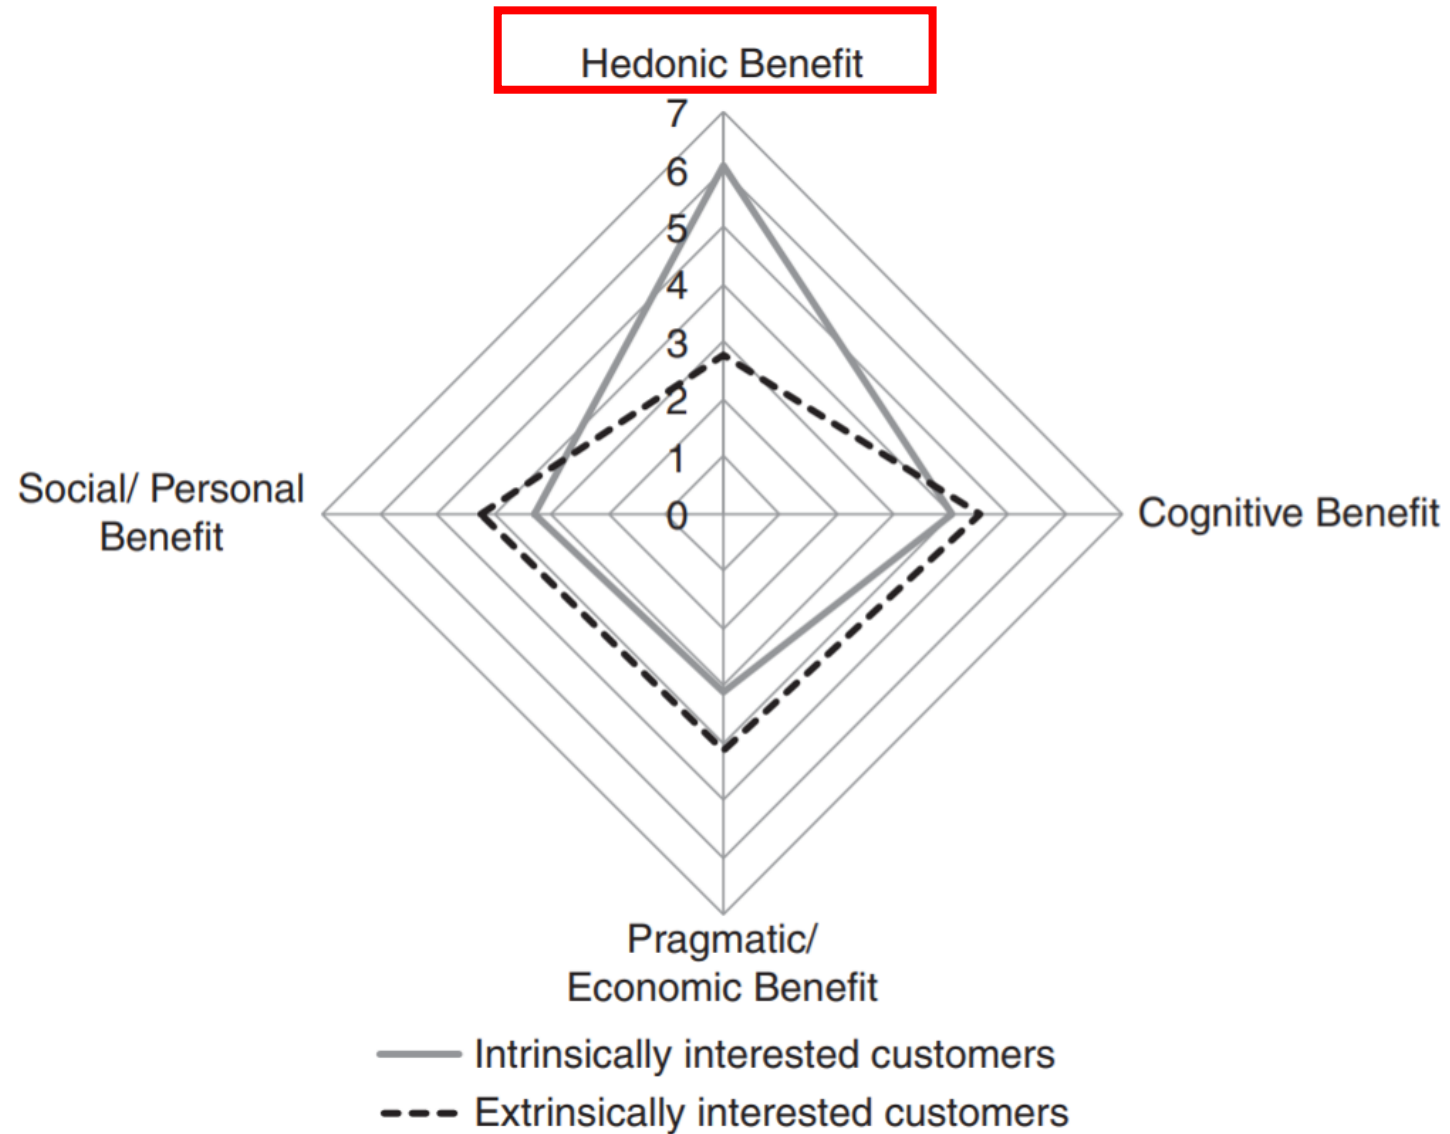 Hedonic Benefit
7
6
5
4
3
2
1
0
Social/ Personal
Benefit
Cognitive Benefit
Pragmatic/
Economic Benefit
Intrinsically interested customers
Extrinsically interested customers